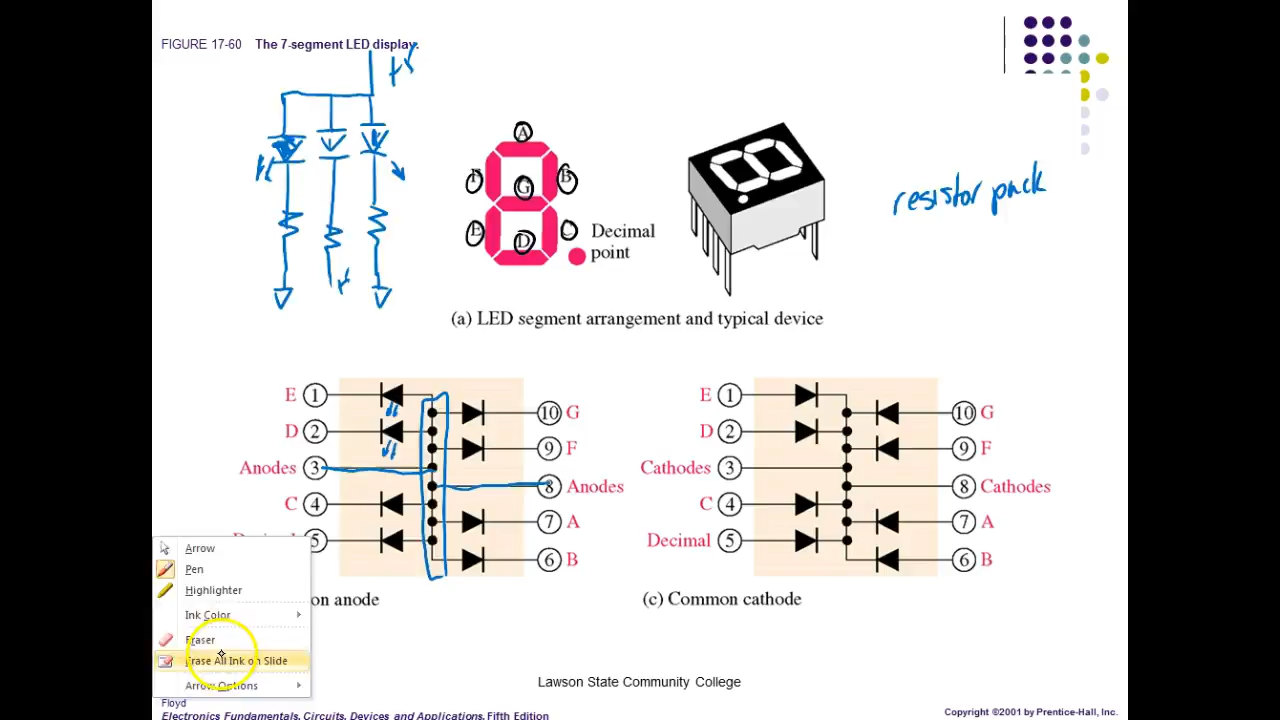 FIGURE 17-60 The 7-segment LED display.
+V
A
F
G
B
E
D
C
Decimal
point
resistor pack
(a) LED segment arrangement and typical device
E 1
10 G
D 2
9 F
Anodes 3
8 Anodes
C 4
7 A
5
6 B
on anode
E 1
10 G
D 2
9 F
Cathodes 3
8 Cathodes
C 4
7 A
Decimal 5
6 B
(c) Common cathode
Arrow
Pen
Highlighter
Ink Color
Eraser
Erase All Ink on Slide
Arrow Options
Lawson State Community College
Floyd
Electronics Fundamentals, Circuits, Devices and Applications, Fifth Edition
Copyright ©2001 by Prentice-Hall, Inc.